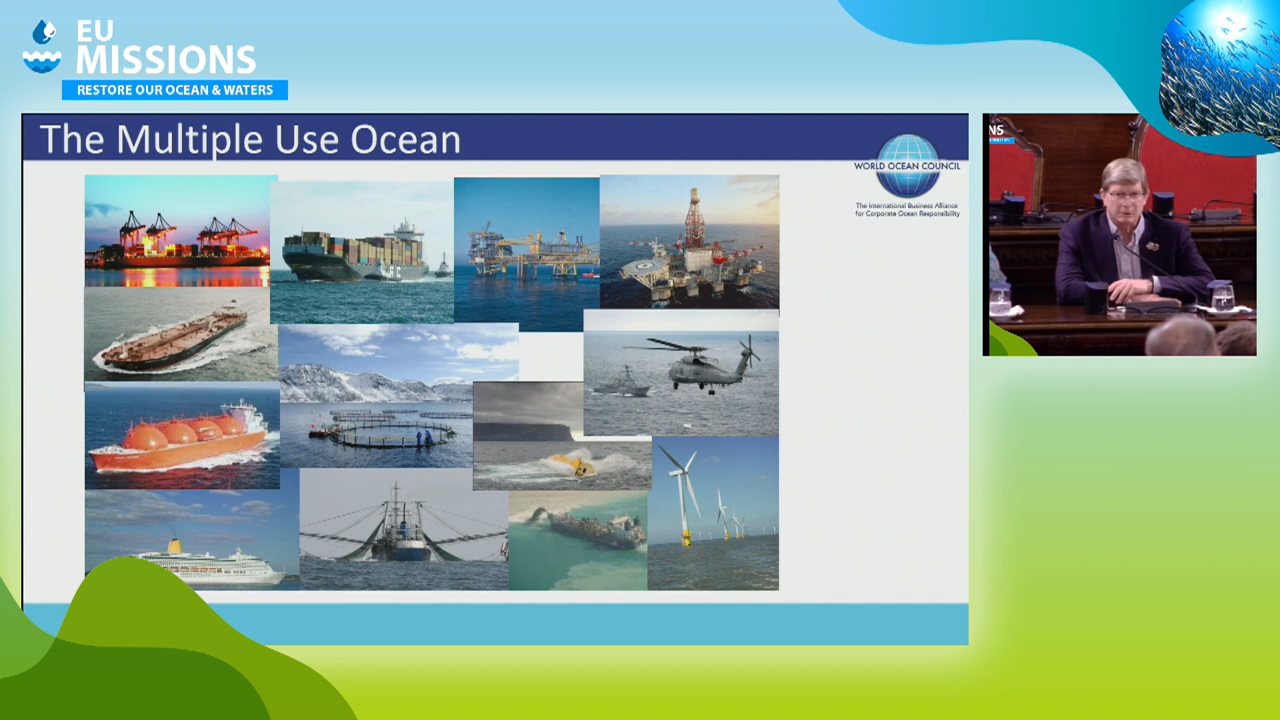 EU
MISSIONS
RESTORE OUR OCEAN & WATERS
The Multiple Use Ocean
WORLD OCEAN COUNCIL
The International Business Alliance
for Corporate Ocean Responsibility
NS